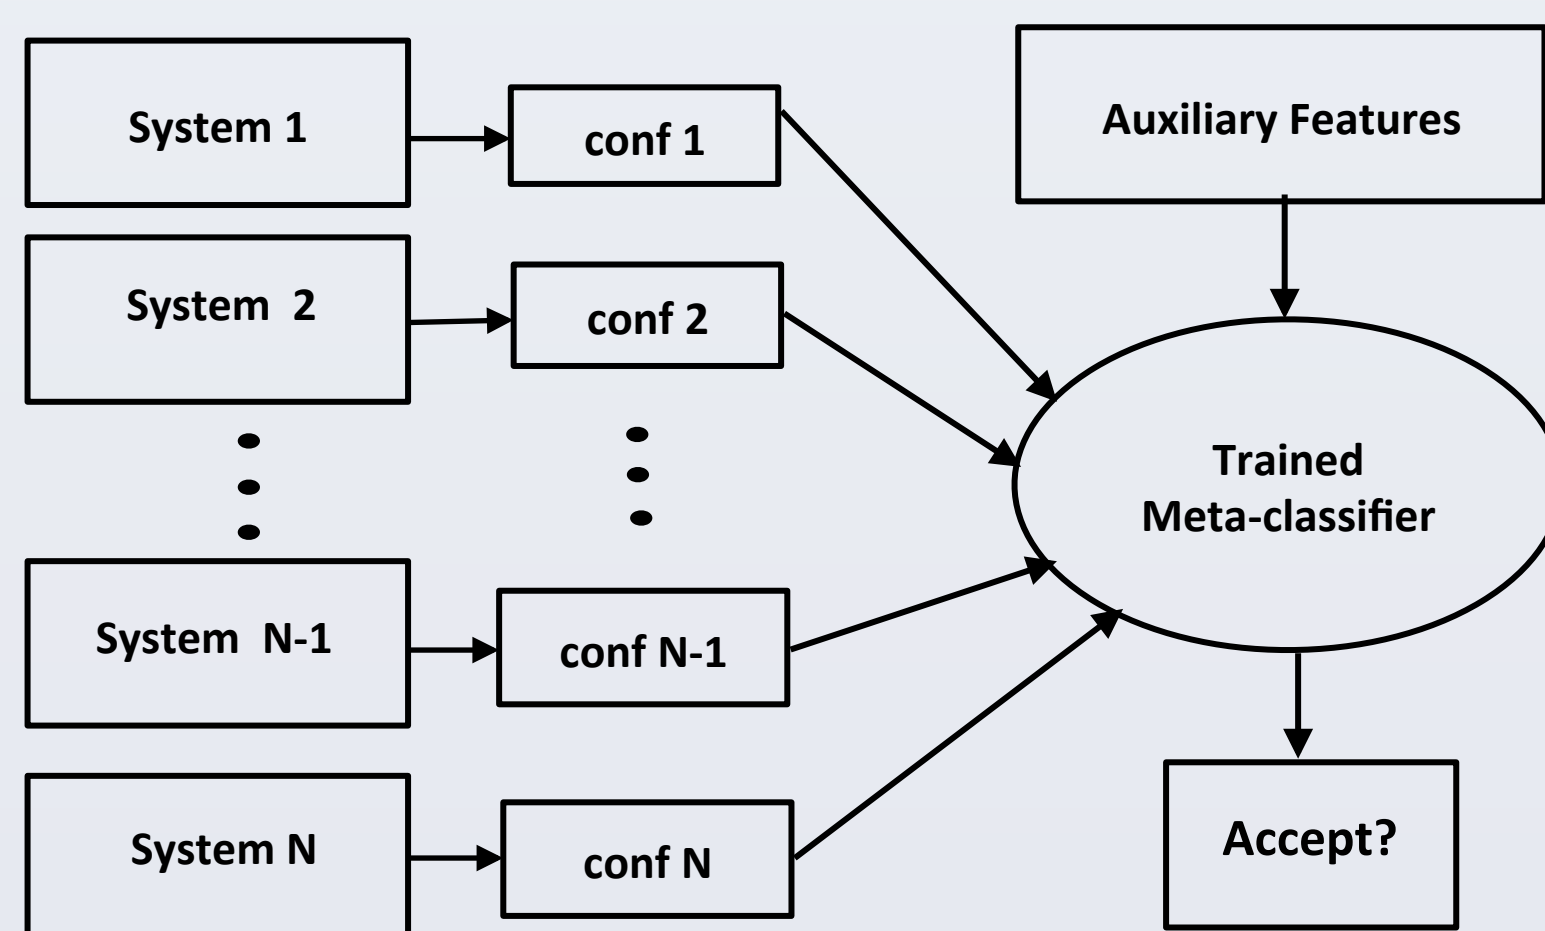 System 1
conf 1
Auxiliary Features
System 2
conf 2
Trained
Meta-classifier
System N-1
conf N-1
System N
conf N
Accept?